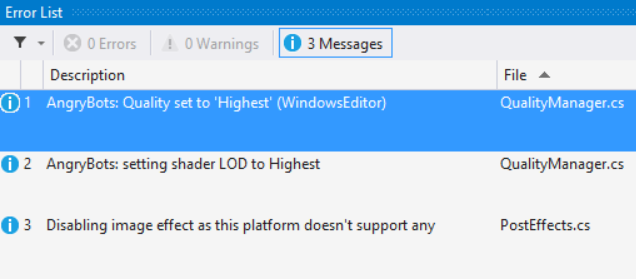 Error List
0 Errors 0 Warnings 3 Messages
Description File
1 AngryBots: Quality set to 'Highest' (WindowsEditor) QualityManager.cs
2 AngryBots: setting shader LOD to Highest QualityManager.cs
3 Disabling image effect as this platform doesn't support any PostEffects.cs